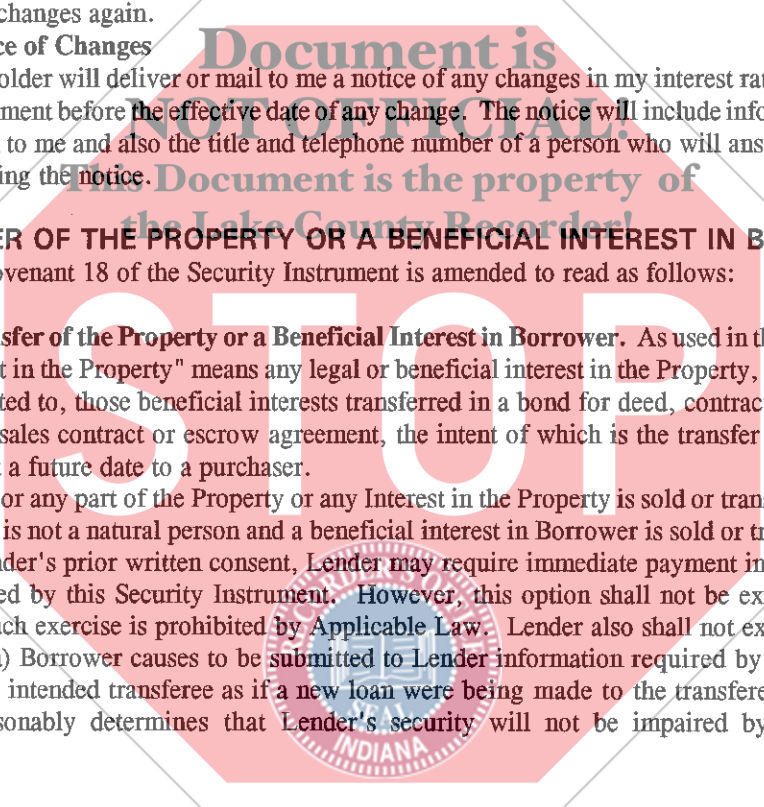 changes again.
ce of Changes
Document is
older will deliver or mail to me a notice of any changes in my interest rat
ment before the effective date of any change. The notice will include info
NOT OFFICIAL!
to me and also the title and telephone number of a person who will ans
ing the notice.
This Document is the property of
the Lake County Recorder!
ER OF THE PROPERTY OR A BENEFICIAL INTEREST IN B
ovenant 18 of the Security Instrument is amended to read as follows:
STOP
sfer of the Property or a Beneficial Interest in Borrower. As used in th
t in the Property" means any legal or beneficial interest in the Property,
ted to, those beneficial interests transferred in a bond for deed, contrac
sales contract or escrow agreement, the intent of which is the transfer
a future date to a purchaser.
or any part of the Property or any Interest in the Property is sold or tran
is not a natural person and a beneficial interest in Borrower is sold or tr
nder's prior written consent, Lender may require immediate payment in
ed by this Security Instrument. However, this option shall not be ex
ch exercise is prohibited by Applicable Law. Lender also shall not ex
) Borrower causes to be submitted to Lender information required by
intended transferee as if a new loan were being made to the transfere
sonably determines that Lender's security will not be impaired by
RECORDER'S OFFICE
SEAL
INDIANA